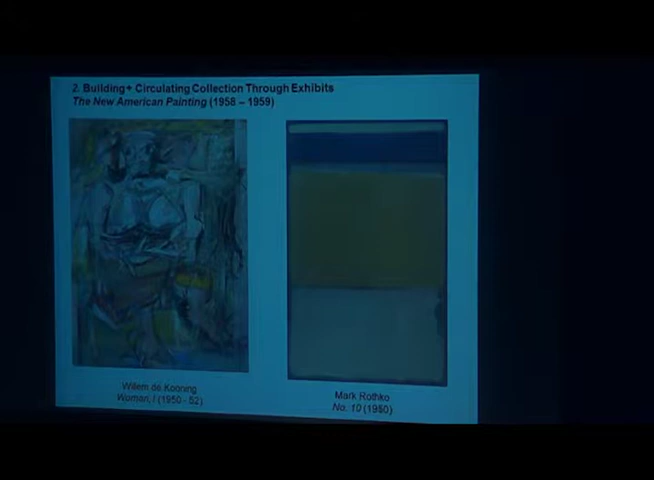 2. Building+ Circulating Collection Through Exhibits
The New American Painting (1958 – 1959)
Willem de Kooning
Woman, I (1950 - 52)
Mark Rothko
No. 10 (1950)